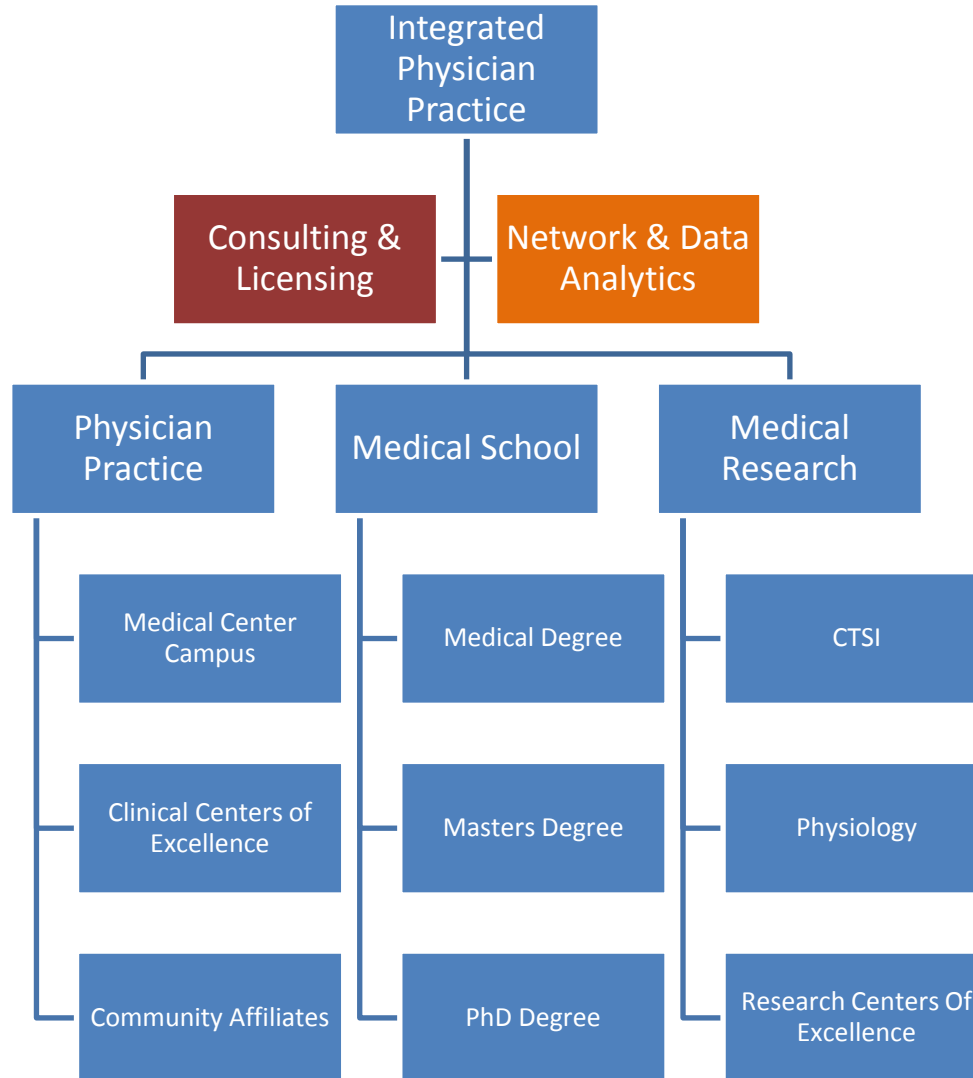 Integrated
Physician
Practice
Consulting &
Licensing
Network & Data
Analytics
Physician
Practice
Medical School
Medical
Research
Medical Center
Campus
Medical Degree
CTSI
Clinical Centers of
Excellence
Masters Degree
Physiology
Community Affiliates
PhD Degree
Research Centers Of
Excellence